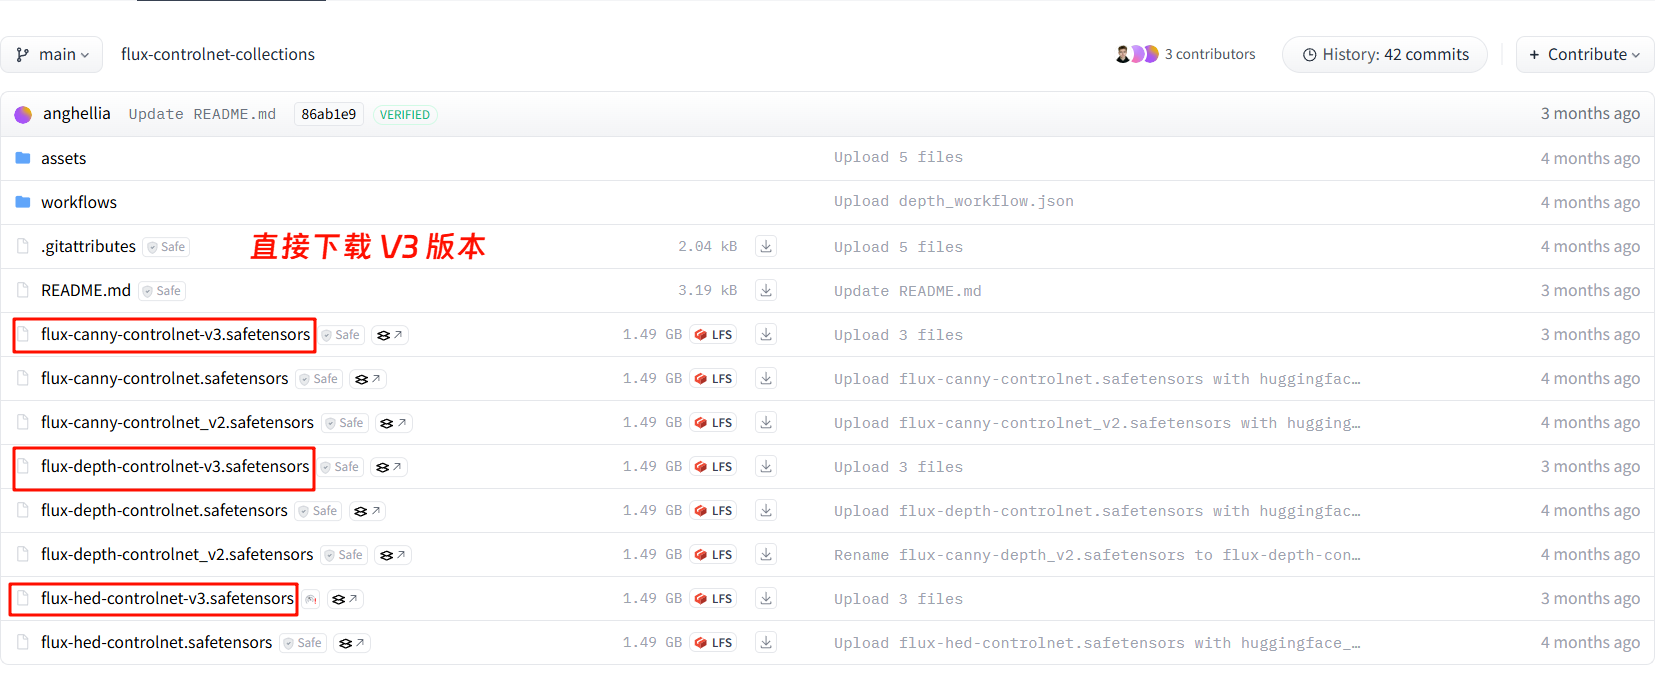 main flux-controlnet-collections 3 contributors History: 42 commits + Contribute
anghellia Update README.md 86ab1e9 VERIFIED 3 months ago
assets Upload 5 files 4 months ago
workflows Upload depth_workflow.json 4 months ago
.gitattributes Safe 直接下载 V3 版本 2.04 kB Upload 5 files 4 months ago
README.md Safe 3.19 kB Update README.md 3 months ago
flux-canny-controlnet-v3.safetensors Safe 1.49 GB LFS Upload 3 files 3 months ago
flux-canny-controlnet.safetensors Safe 1.49 GB LFS Upload flux-canny-controlnet.safetensors with huggingfac… 4 months ago
flux-canny-controlnet_v2.safetensors Safe 1.49 GB LFS Upload flux-canny-controlnet_v2.safetensors with hugging… 4 months ago
flux-depth-controlnet-v3.safetensors Safe 1.49 GB LFS Upload 3 files 3 months ago
flux-depth-controlnet.safetensors Safe 1.49 GB LFS Upload flux-depth-controlnet.safetensors with huggingfac… 4 months ago
flux-depth-controlnet_v2.safetensors Safe 1.49 GB LFS Rename flux-canny-depth_v2.safetensors to flux-depth-con… 4 months ago
flux-hed-controlnet-v3.safetensors 1.49 GB LFS Upload 3 files 3 months ago
flux-hed-controlnet.safetensors Safe 1.49 GB LFS Upload flux-hed-controlnet.safetensors with huggingface_… 4 months ago